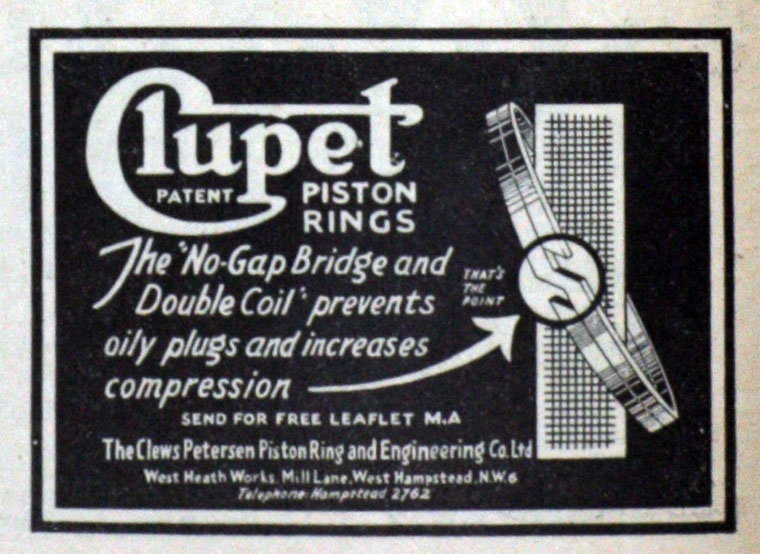 Clupet
PATENT PISTON
RINGS
The "No-Gap Bridge and
Double Coil" prevents
oily plugs and increases
compression
THAT'S
THE
POINT
SEND FOR FREE LEAFLET M.A
The Clews Petersen Piston Ring and Engineering Co. Ltd
West Heath Works, Mill Lane, West Hampstead, N.W.6
Telephone Hampstead 2762